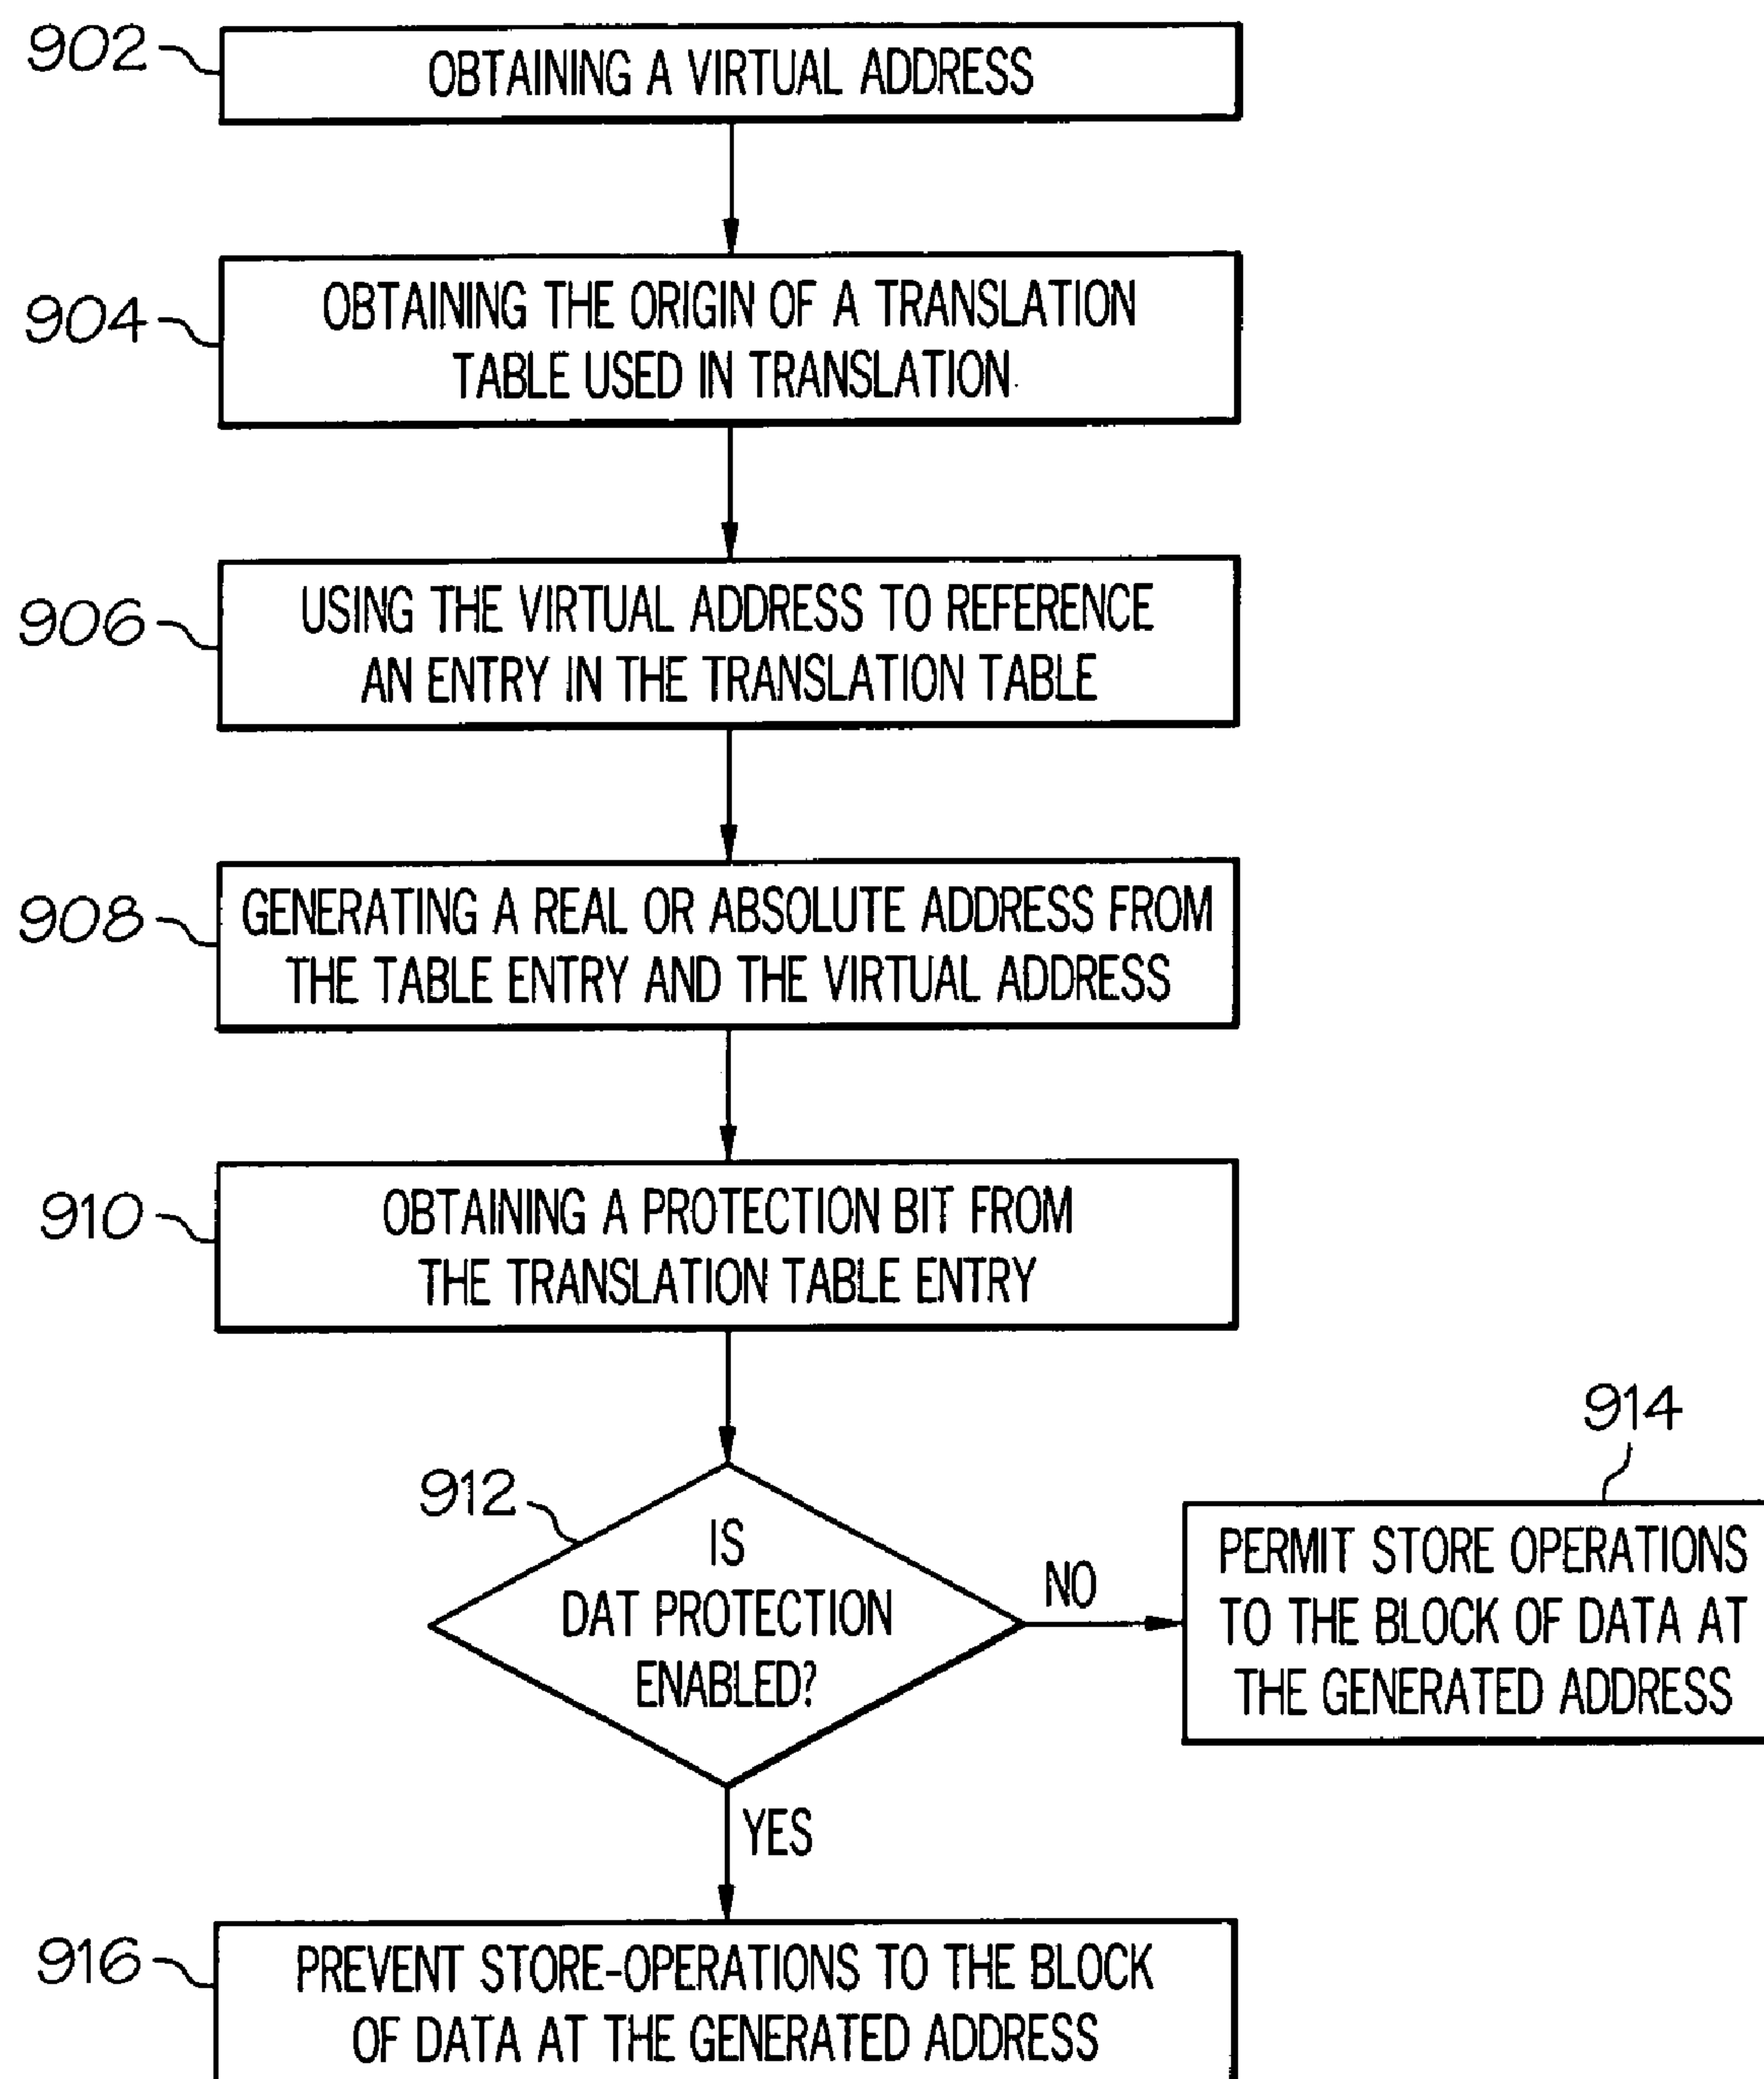 902
OBTAINING A VIRTUAL ADDRESS
904
OBTAINING THE ORIGIN OF A TRANSLATION
TABLE USED IN TRANSLATION
906
USING THE VIRTUAL ADDRESS TO REFERENCE
AN ENTRY IN THE TRANSLATION TABLE
908
GENERATING A REAL OR ABSOLUTE ADDRESS FROM
THE TABLE ENTRY AND THE VIRTUAL ADDRESS
910
OBTAINING A PROTECTION BIT FROM
THE TRANSLATION TABLE ENTRY
912
IS
DAT PROTECTION
ENABLED?
NO
914
PERMIT STORE OPERATIONS
TO THE BLOCK OF DATA AT
THE GENERATED ADDRESS
YES
916
PREVENT STORE-OPERATIONS TO THE BLOCK
OF DATA AT THE GENERATED ADDRESS